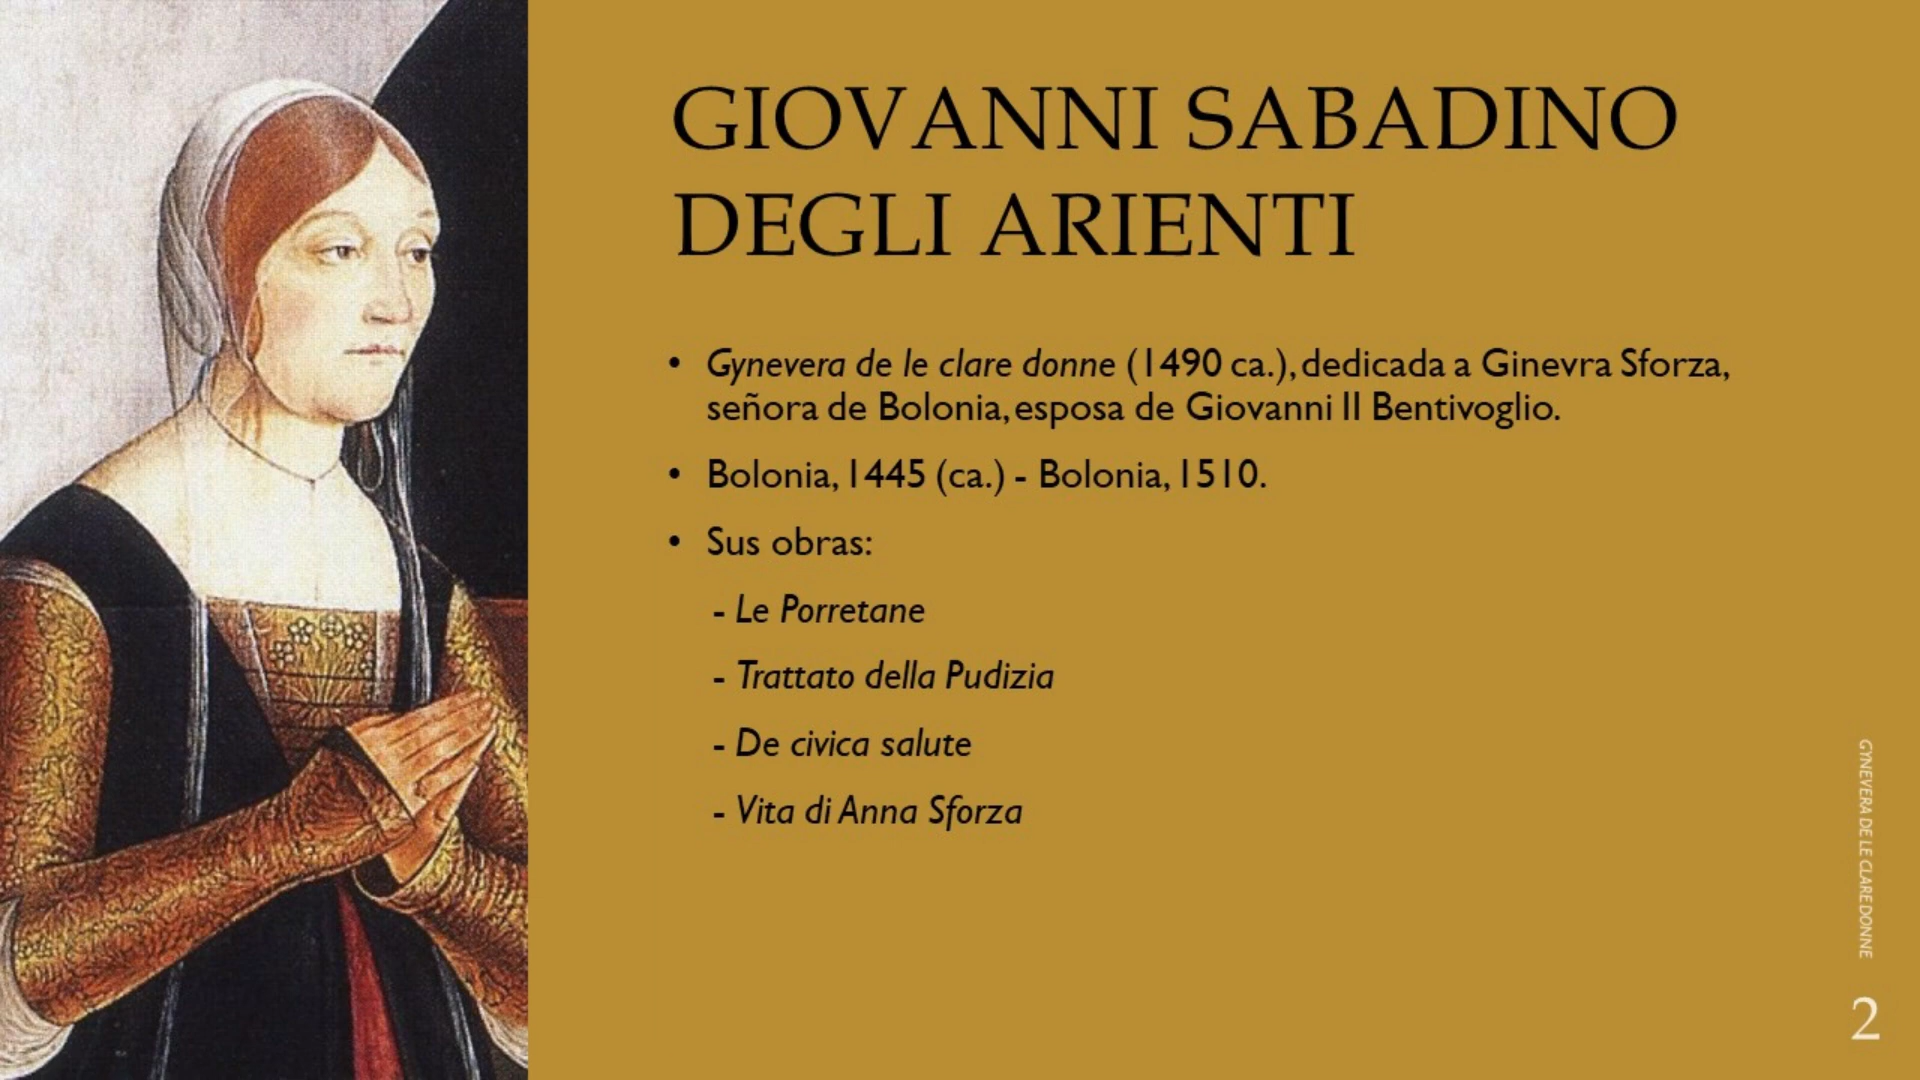 GIOVANNI SABADINO
DEGLI ARIENTI
• Gynevera de le clare donne (1490 ca.), dedicada a Ginevra Sforza,
señora de Bolonia, esposa de Giovanni II Bentivoglio.
• Bolonia, 1445 (ca.) - Bolonia, 1510.
• Sus obras:
- Le Porretane
- Trattato della Pudizia
- De civica salute
- Vita di Anna Sforza
GYNEVERA DE LE CLARE DONNE
2